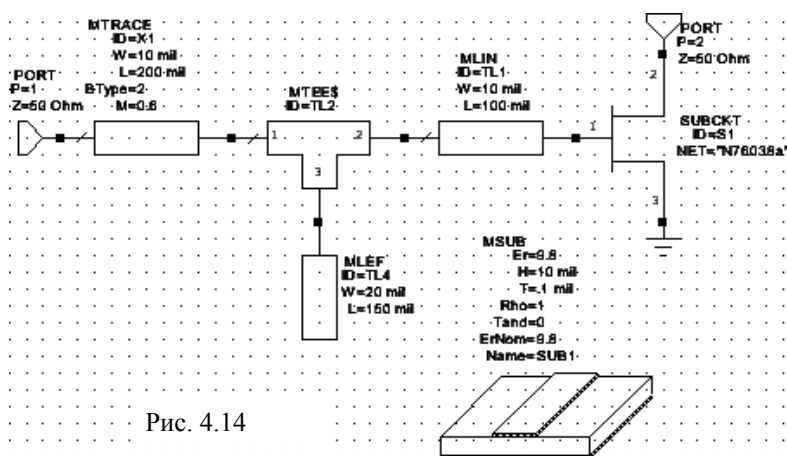 MTRACE
ID=X1
W=10 mil
L=200 mil
BType=2
M=0.6
PORT
P=1
Z=50 Ohm
MTEE$
ID=TL2
1
2
3
MLIN
ID=TL1
W=10 mil
L=100 mil
PORT
P=2
Z=50 Ohm
2
1
3
SUBCKT
ID=S1
NET="N76038a"
MLEF
ID=TL4
W=20 mil
L=150 mil
MSUB
Er=9.8
H=10 mil
T=.1 mil
Rho=1
Tand=0
ErNom=9.8
Name=SUB1
Рис. 4.14